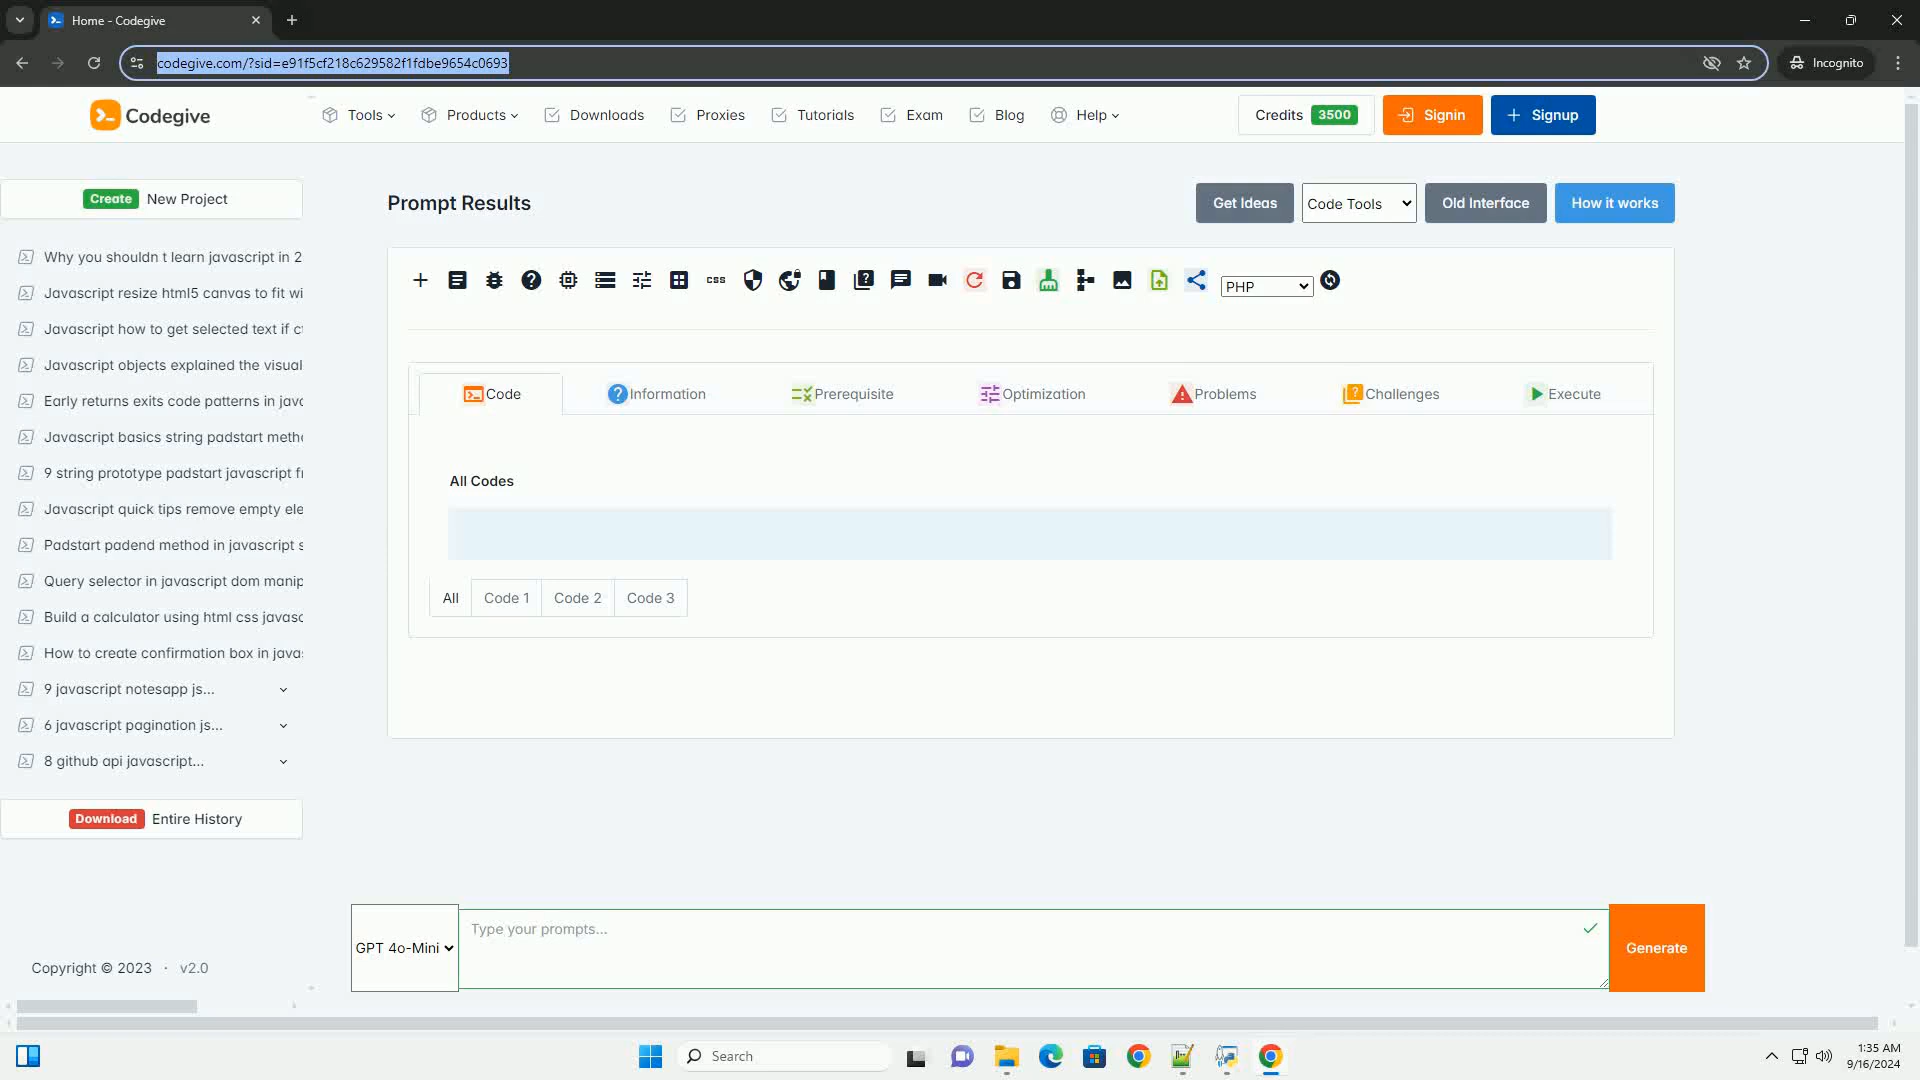 Home - Codegive
codegive.com/?sid=e91f5cf218c629582f1fdbe9654c0693
Incognito
Codegive
Tools
Products
Downloads
Proxies
Tutorials
Exam
Blog
Help
Credits 3500
Signin
Signup
Create New Project
Why you shouldn t learn javascript in 2
Javascript resize html5 canvas to fit wi
Javascript how to get selected text if ct
Javascript objects explained the visual
Early returns exits code patterns in java
Javascript basics string padstart meth
9 string prototype padstart javascript f
Javascript quick tips remove empty ele
Padstart padend method in javascript s
Query selector in javascript dom manip
Build a calculator using html css javasc
How to create confirmation box in javas
9 javascript notesapp js...
6 javascript pagination js...
8 github api javascript...
Download Entire History
Copyright © 2023 · v2.0
Prompt Results
Get Ideas
Code Tools
Old Interface
How it works
css
PHP
Code
Information
Prerequisite
Optimization
Problems
Challenges
Execute
All Codes
All
Code 1
Code 2
Code 3
GPT 4o-Mini
Type your prompts...
Generate
Search
1:35 AM
9/16/2024